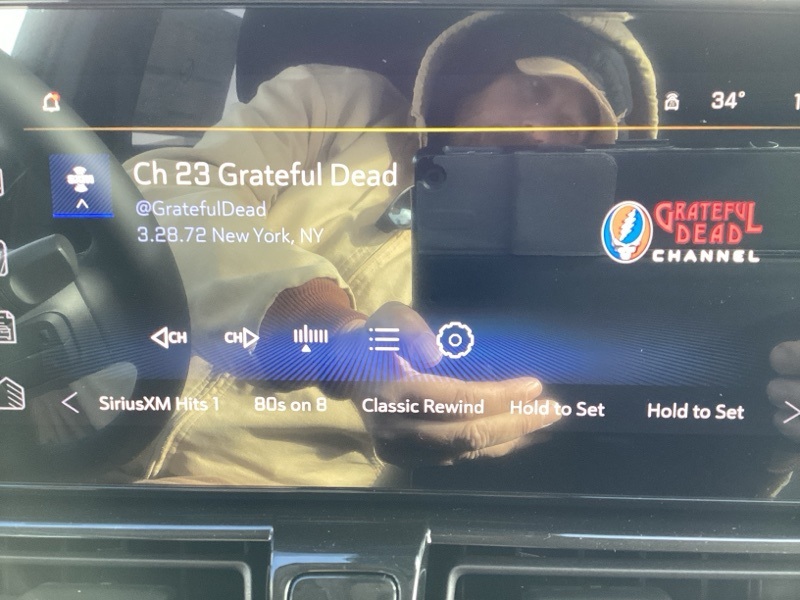 34°
1
Ch 23 Grateful Dead
@GratefulDead
3.28.72 New York, NY
GRATEFUL
DEAD
CHANNEL
CH
CH
SiriusXM Hits 1
80s on 8
Classic Rewind
Hold to Set
Hold to Set